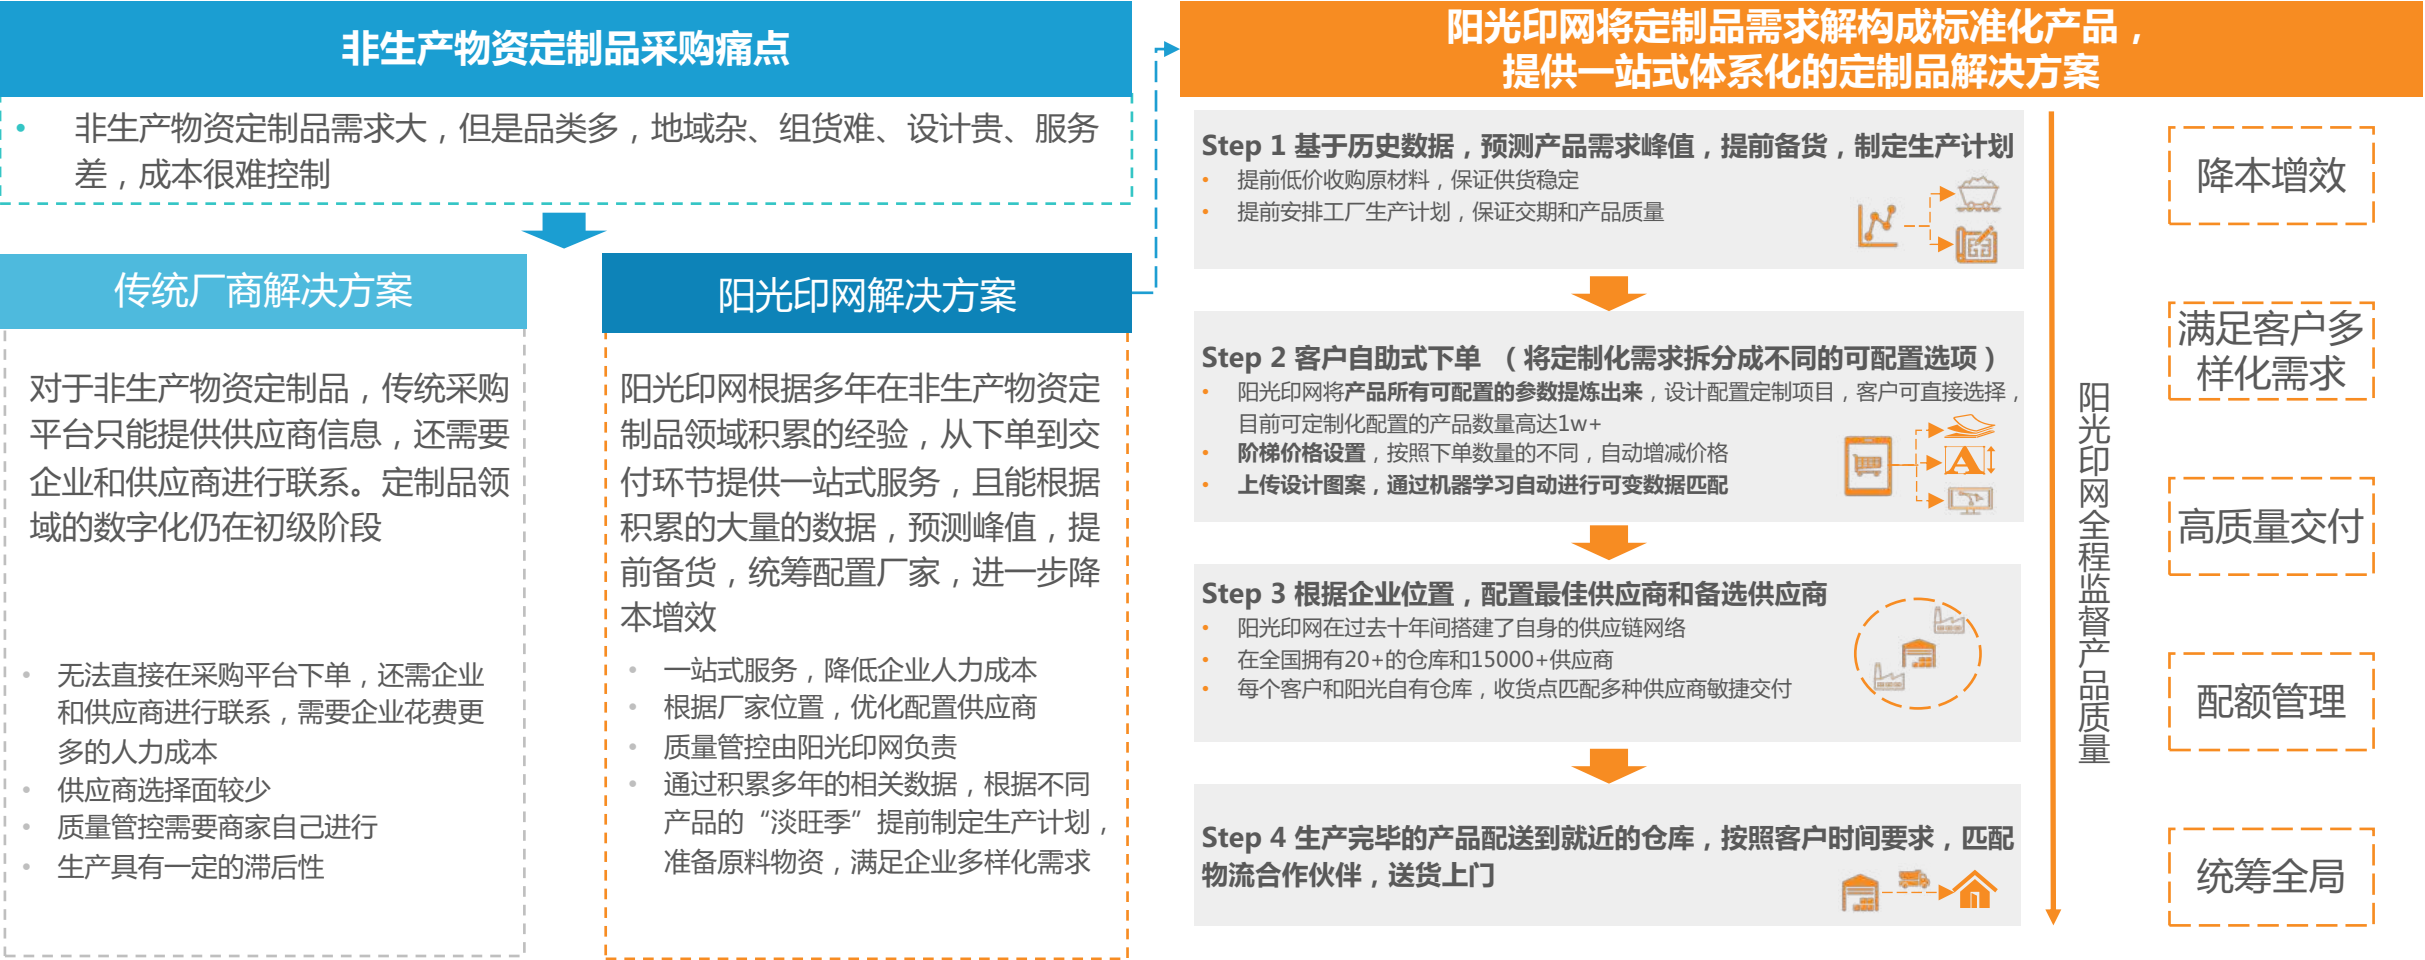 非生产物资定制品采购痛点
• 非生产物资定制品需求大，但是品类多，地域杂、组货难、设计贵、服务
差，成本很难控制
传统厂商解决方案
对于非生产物资定制品，传统采购
平台只能提供供应商信息，还需要
企业和供应商进行联系。定制品领
域的数字化仍在初级阶段
• 无法直接在采购平台下单，还需企业
和供应商进行联系，需要企业花费更
多的人力成本
• 供应商选择面较少
• 质量管控需要商家自己进行
• 生产具有一定的滞后性
阳光印网解决方案
阳光印网根据多年在非生产物资定
制品领域积累的经验，从下单到交
付环节提供一站式服务，且能根据
积累的大量的数据，预测峰值，提
前备货，统筹配置厂家，进一步降
本增效
• 一站式服务，降低企业人力成本
• 根据厂家位置，优化配置供应商
• 质量管控由阳光印网负责
• 通过积累多年的相关数据，根据不同
产品的“淡旺季”提前制定生产计划，
准备原料物资，满足企业多样化需求
阳光印网将定制品需求解构成标准化产品，
提供一站式体系化的定制品解决方案
Step 1 基于历史数据，预测产品需求峰值，提前备货，制定生产计划
• 提前低价收购原材料，保证供货稳定
• 提前安排工厂生产计划，保证交期和产品质量
Step 2 客户自助式下单 （将定制化需求拆分成不同的可配置选项）
• 阳光印网将产品所有可配置的参数提炼出来，设计配置定制项目，客户可直接选择，
目前可定制化配置的产品数量高达1w+
• 阶梯价格设置，按照下单数量的不同，自动增减价格
• 上传设计图案，通过机器学习自动进行可变数据匹配
A
Step 3 根据企业位置，配置最佳供应商和备选供应商
• 阳光印网在过去十年间搭建了自身的供应链网络
• 在全国拥有20+的仓库和15000+供应商
• 每个客户和阳光自有仓库，收货点匹配多种供应商敏捷交付
Step 4 生产完毕的产品配送到就近的仓库，按照客户时间要求，匹配
物流合作伙伴，送货上门
阳光印网全程监督产品质量
降本增效
满足客户多
样化需求
高质量交付
配额管理
统筹全局